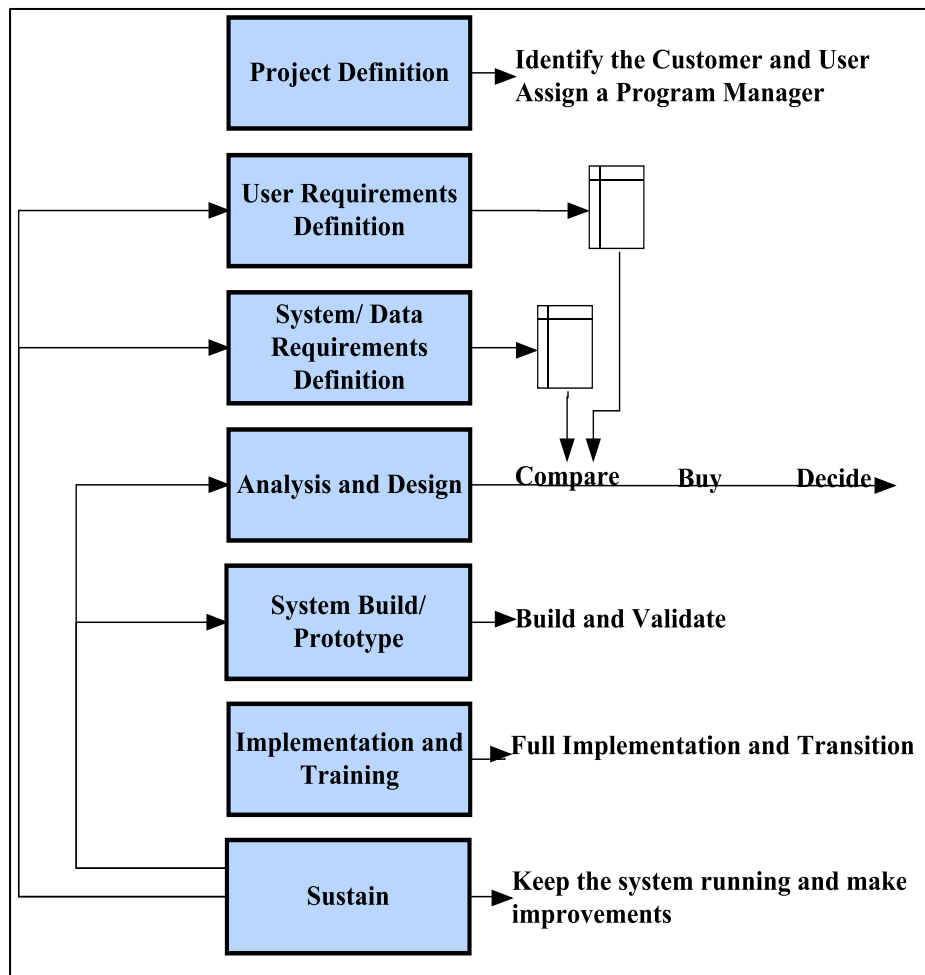 Project Definition
Identify the Customer and User
Assign a Program Manager
User Requirements
Definition
System/ Data
Requirements
Definition
Analysis and Design
Compare
Buy
Decide
System Build/
Prototype
Build and Validate
Implementation and
Training
Full Implementation and Transition
Sustain
Keep the system running and make
improvements